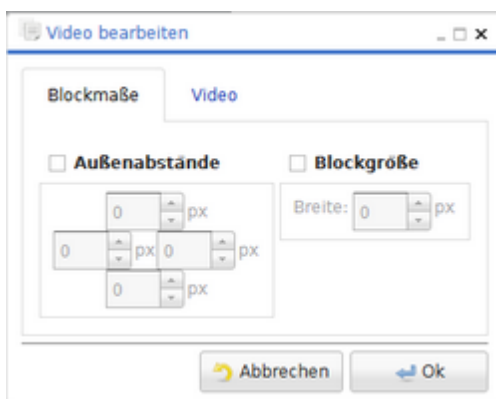 Video bearbeiten
Blockmaße Video
Außenabstände Blockgröße
0 px Breite: 0 px
0 px 0 px
0 px
Abbrechen Ok